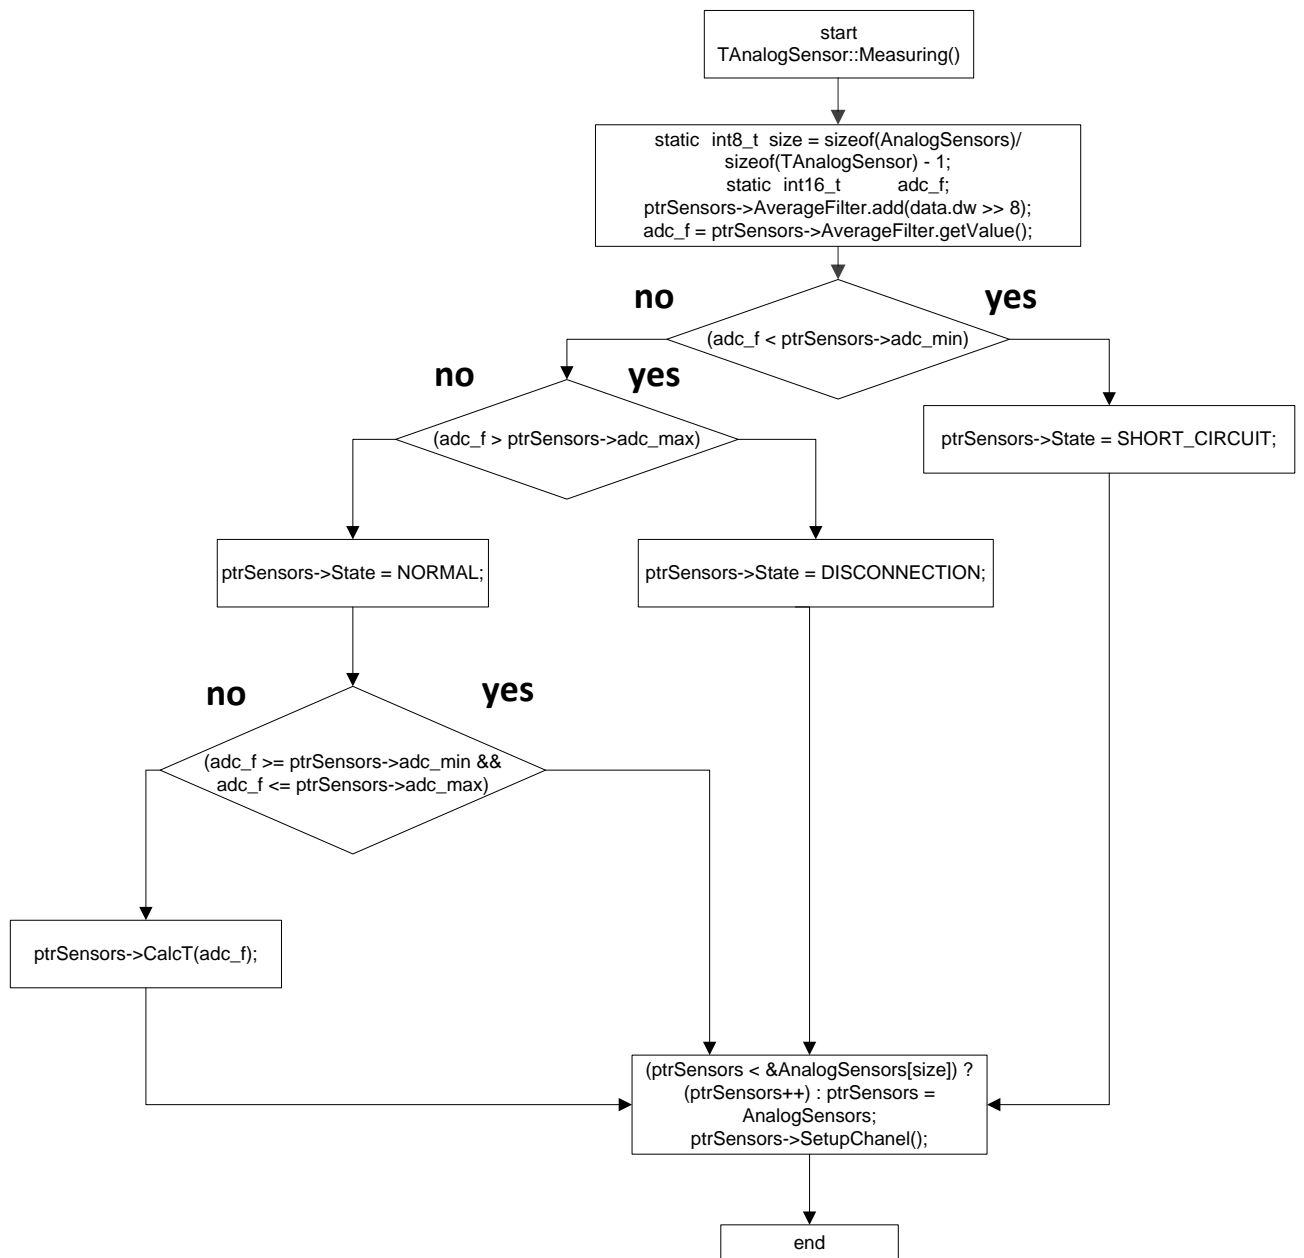 start
TAnalogSensor::Measuring()
static int8_t size = sizeof(AnalogSensors)/
sizeof(TAnalogSensor) - 1;
static int16_t adc_f;
ptrSensors->AverageFilter.add(data.dw >> 8);
adc_f = ptrSensors->AverageFilter.getValue();
no
yes
(adc_f < ptrSensors->adc_min)
no
yes
(adc_f > ptrSensors->adc_max)
ptrSensors->State = SHORT_CIRCUIT;
ptrSensors->State = NORMAL;
ptrSensors->State = DISCONNECTION;
no
yes
(adc_f >= ptrSensors->adc_min &&
adc_f <= ptrSensors->adc_max)
ptrSensors->CalcT(adc_f);
(ptrSensors < &AnalogSensors[size]) ?
(ptrSensors++) : ptrSensors =
AnalogSensors;
ptrSensors->SetupChanel();
end